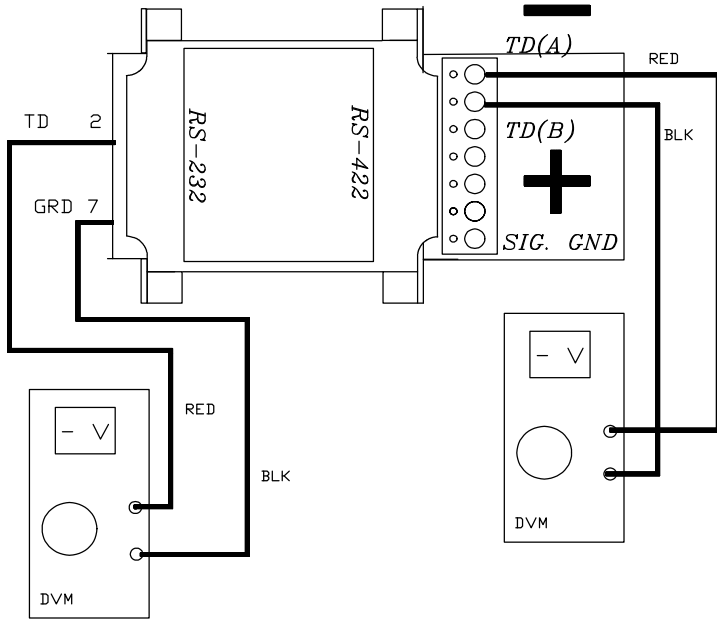 TD(A)
RED
TD 2
RS-232
RS-422
TD(B)
BLK
GRD 7
SIG. GND
- V
RED
- V
BLK
DVM
DVM